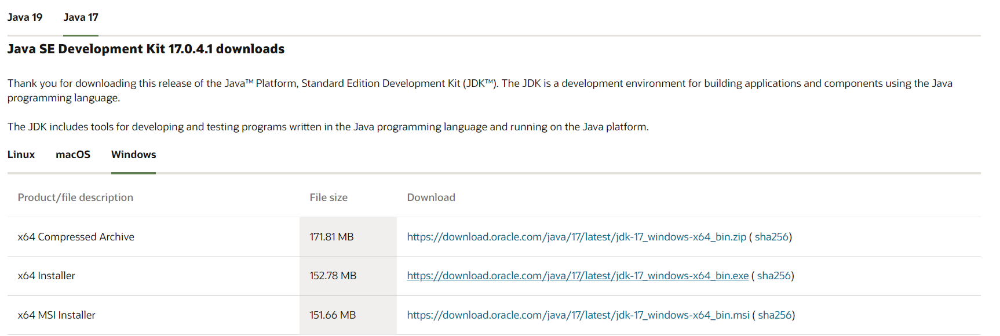 Java 19 Java 17
Java SE Development Kit 17.0.4.1 downloads
Thank you for downloading this release of the Java™ Platform, Standard Edition Development Kit (JDK™). The JDK is a development environment for building applications and components using the Java
programming language.
The JDK includes tools for developing and testing programs written in the Java programming language and running on the Java platform.
Linux macOS Windows
Product/file description File size Download
x64 Compressed Archive 171.81 MB https://download.oracle.com/java/17/latest/jdk-17_windows-x64_bin.zip ( sha256)
x64 Installer 152.78 MB https://download.oracle.com/java/17/latest/jdk-17_windows-x64_bin.exe ( sha256)
x64 MSI Installer 151.66 MB https://download.oracle.com/java/17/latest/jdk-17_windows-x64_bin.msi ( sha256)